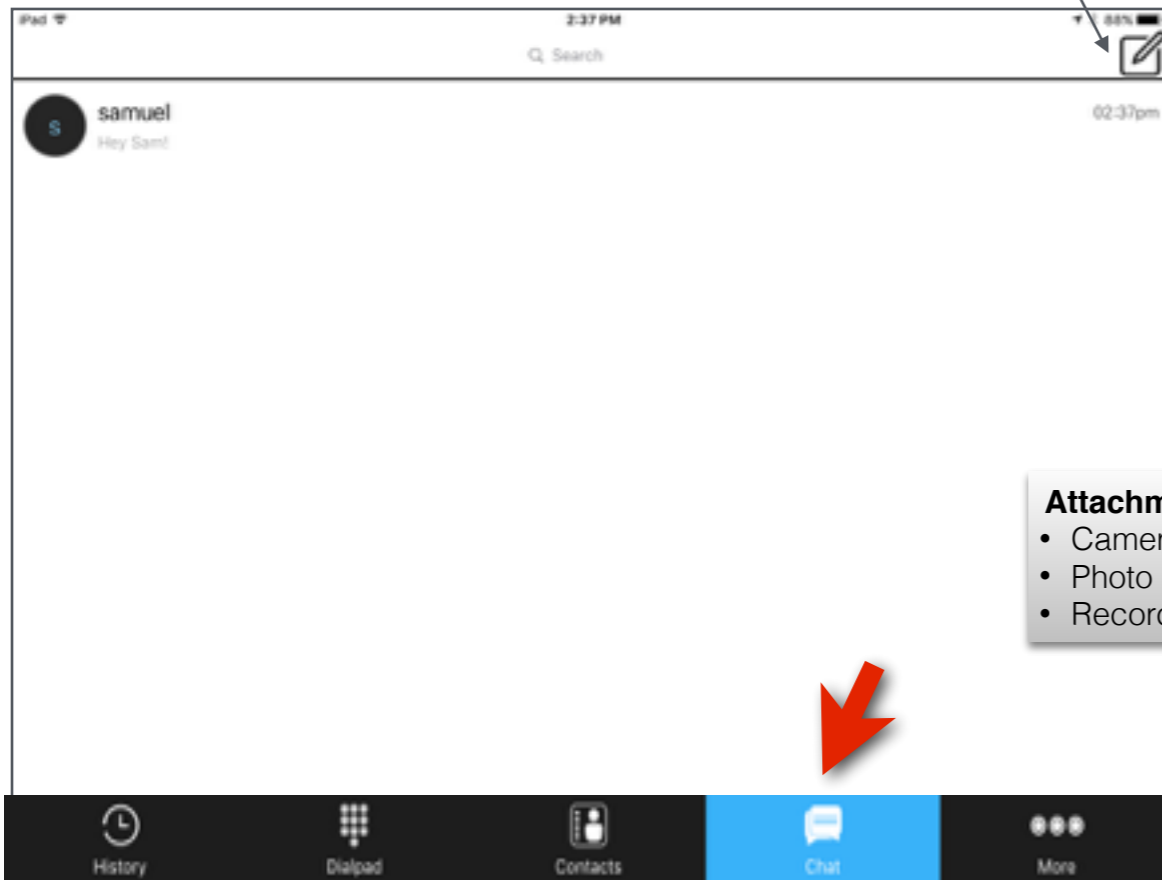 iPad 2:37 PM 88%
Search
samuel 02:37pm
Hey Sam!
s
Attachm
• Camer
• Photo
• Recor
History Dialpad Contacts Chat More